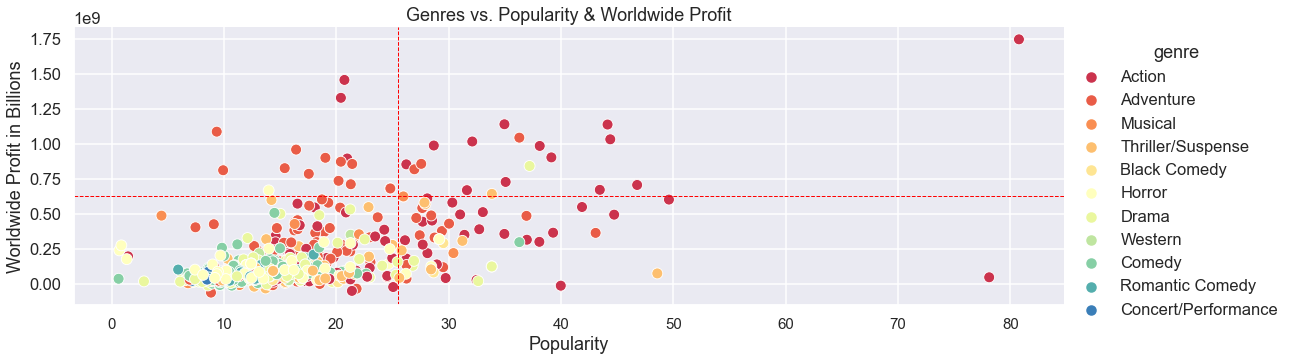 Genres vs. Popularity & Worldwide Profit
1e9
1.75
1.50
1.25
1.00
0.75
0.50
0.25
0.00
Worldwide Profit in Billions
0 10 20 30 40 50 60 70 80
Popularity
genre
Action
Adventure
Musical
Thriller/Suspense
Black Comedy
Horror
Drama
Western
Comedy
Romantic Comedy
Concert/Performance